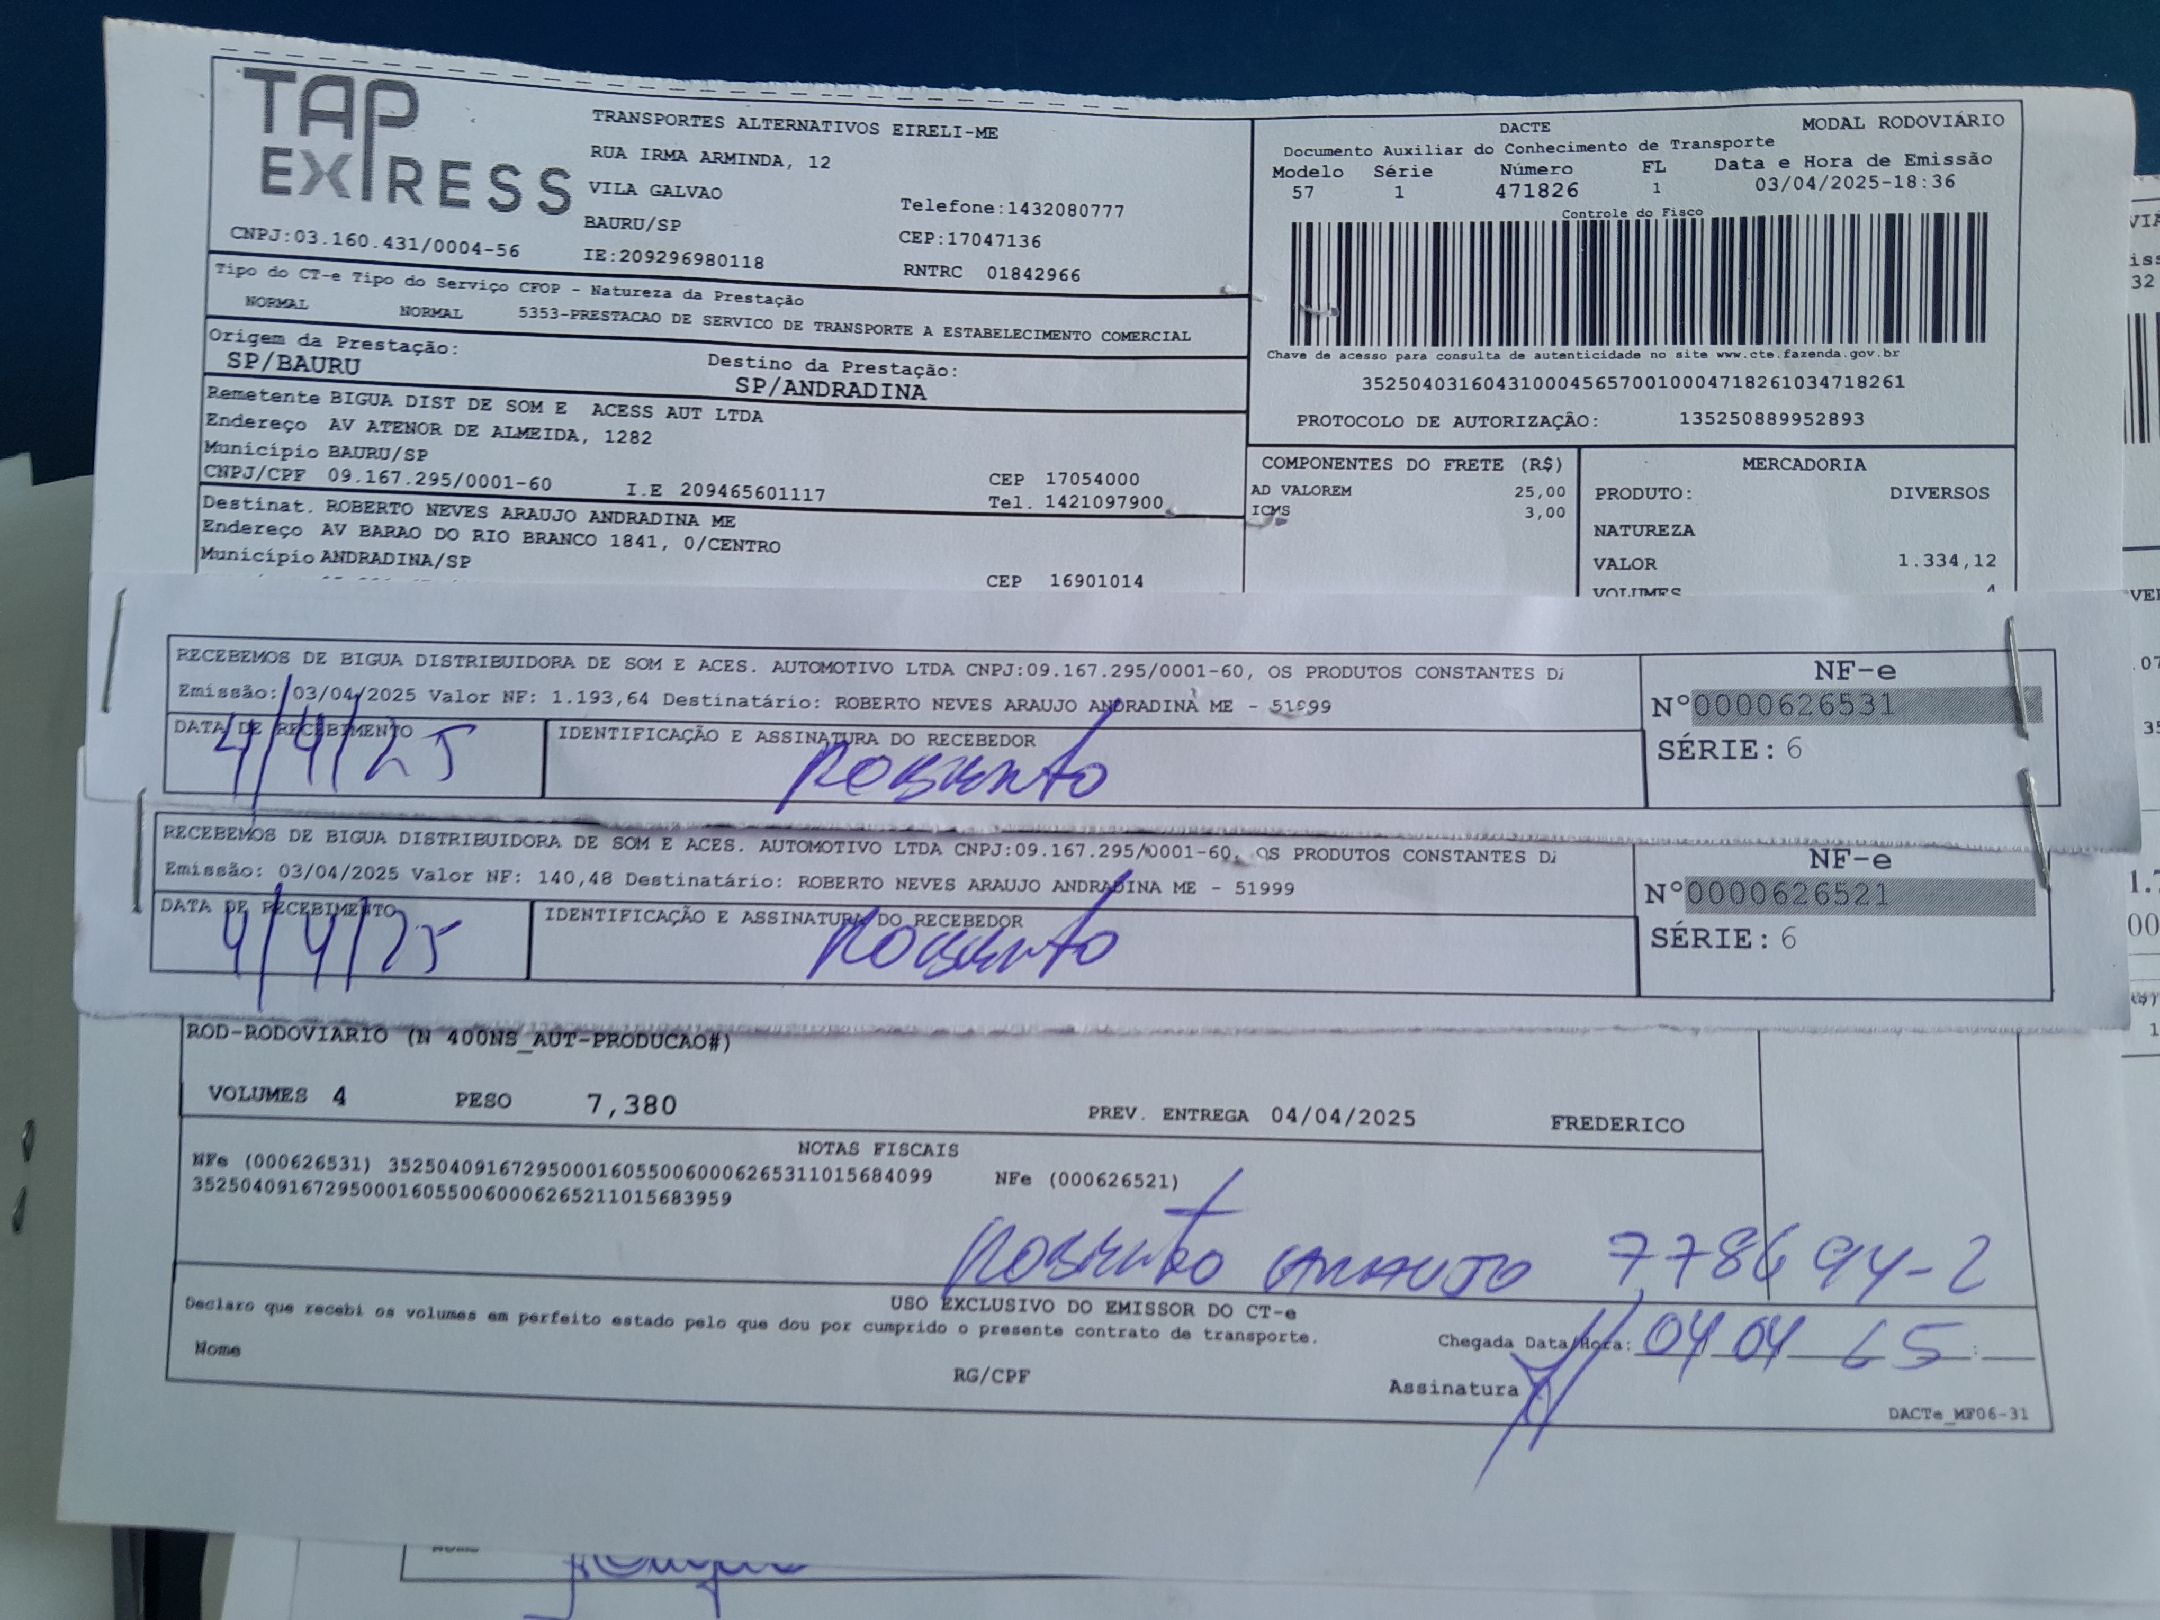 TAP EXPRESS
TRANSPORTES ALTERNATIVOS EIRELI-ME
RUA IRMA ARMINDA, 12
VILA GALVAO
Telefone:1432080777
BAURU/SP
CEP:17047136
CNPJ:03.160.431/0004-56
IE:209296980118
RNTRC 01842966
DACTE
MODAL RODOVIÁRIO
Documento Auxiliar do Conhecimento de Transporte
Modelo Série Número FL Data e Hora de Emissão
57 1 471826 1 03/04/2025-18:36
Controle do Fisco
Chave de acesso para consulta de autenticidade no site www.cte.fazenda.gov.br
35250403160431000456570010004718261034718261
PROTOCOLO DE AUTORIZAÇÃO: 135250889952893
Tipo do CT-e Tipo do Serviço CFOP - Natureza da Prestação
NORMAL NORMAL 5353-PRESTACAO DE SERVICO DE TRANSPORTE A ESTABELECIMENTO COMERCIAL
Origem da Prestação: Destino da Prestação:
SP/BAURU SP/ANDRADINA
Remetente BIGUA DIST DE SOM E ACESS AUT LTDA
Endereço AV ATENOR DE ALMEIDA, 1282
Município BAURU/SP CEP 17054000
CNPJ/CPF 09.167.295/0001-60 I.E 209465601117 Tel. 1421097900
Destinat. ROBERTO NEVES ARAUJO ANDRADINA ME
Endereço AV BARAO DO RIO BRANCO 1841, 0/CENTRO
Município ANDRADINA/SP
CEP 16901014
COMPONENTES DO FRETE (R$)
AD VALOREM 25,00
ICMS 3,00
MERCADORIA
PRODUTO: DIVERSOS
NATUREZA
VALOR 1.334,12
VOLUMES 4
RECEBEMOS DE BIGUA DISTRIBUIDORA DE SOM E ACES. AUTOMOTIVO LTDA CNPJ:09.167.295/0001-60, OS PRODUTOS CONSTANTES DA
Emissão: 03/04/2025 Valor NF: 1.193,64 Destinatário: ROBERTO NEVES ARAUJO ANDRADINA ME - 51999
DATA DE RECEBIMENTO IDENTIFICAÇÃO E ASSINATURA DO RECEBEDOR
4/4/25 Roberto
NF-e
Nº0000626531
SÉRIE: 6
RECEBEMOS DE BIGUA DISTRIBUIDORA DE SOM E ACES. AUTOMOTIVO LTDA CNPJ:09.167.295/0001-60, OS PRODUTOS CONSTANTES DA
Emissão: 03/04/2025 Valor NF: 140,48 Destinatário: ROBERTO NEVES ARAUJO ANDRADINA ME - 51999
DATA DE RECEBIMENTO IDENTIFICAÇÃO E ASSINATURA DO RECEBEDOR
4/4/25 Roberto
NF-e
Nº0000626521
SÉRIE: 6
ROD-RODOVIARIO (N 400NS_AUT-PRODUCAO#)
VOLUMES 4 PESO 7,380 PREV. ENTREGA 04/04/2025 FREDERICO
NOTAS FISCAIS
NFe (000626531) 35250409167295000160550060006265311015684099 NFe (000626521)
35250409167295000160550060006265211015683959
Roberto Araujo 778694-2
USO EXCLUSIVO DO EMISSOR DO CT-e
Declaro que recebi os volumes em perfeito estado pelo que dou por cumprido o presente contrato de transporte.
Chegada Data/Hora: 04 04
Nome RG/CPF Assinatura
DACTe_MF06-31